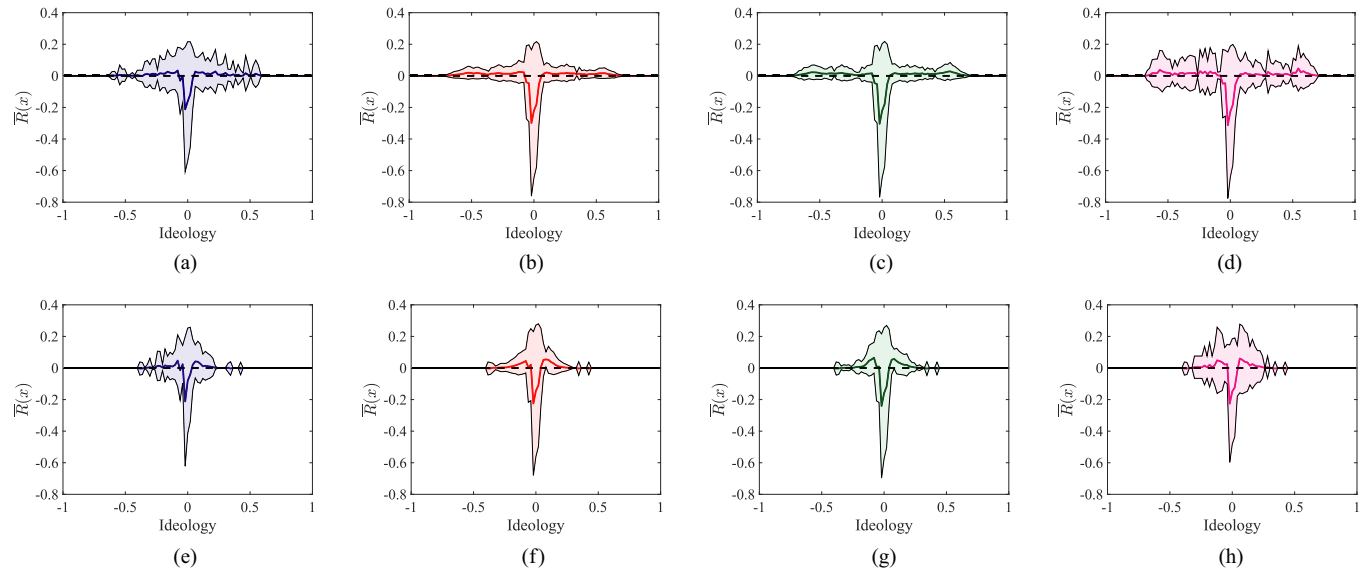 0.4 0.4 0.4 0.4
0.2 0.2 0.2 0.2
0 0 0 0
-0.2 -0.2 -0.2 -0.2
-0.4 -0.4 -0.4 -0.4
-0.6 -0.6 -0.6 -0.6
-0.8 -0.8 -0.8 -0.8
R̅(x) R̅(x) R̅(x) R̅(x)
-1 -0.5 0 0.5 1 -1 -0.5 0 0.5 1 -1 -0.5 0 0.5 1 -1 -0.5 0 0.5 1
Ideology Ideology Ideology Ideology
(a) (b) (c) (d)
0.4 0.4 0.4 0.4
0.2 0.2 0.2 0.2
0 0 0 0
-0.2 -0.2 -0.2 -0.2
-0.4 -0.4 -0.4 -0.4
-0.6 -0.6 -0.6 -0.6
-0.8 -0.8 -0.8 -0.8
R̅(x) R̅(x) R̅(x) R̅(x)
-1 -0.5 0 0.5 1 -1 -0.5 0 0.5 1 -1 -0.5 0 0.5 1 -1 -0.5 0 0.5 1
Ideology Ideology Ideology Ideology
(e) (f) (g) (h)